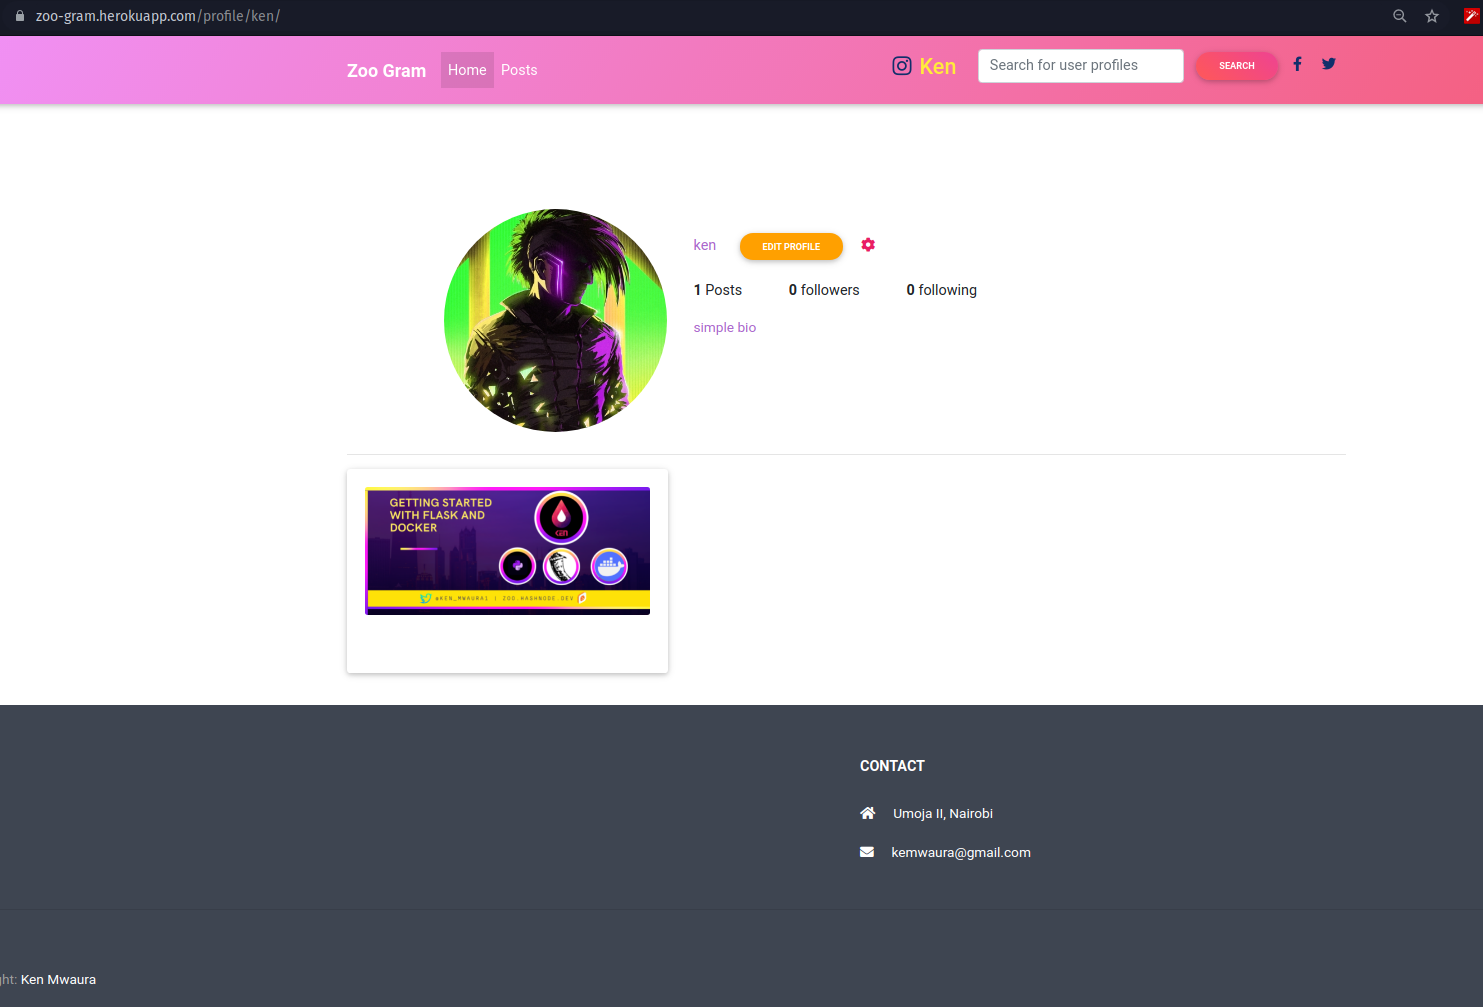 zoo-gram.herokuapp.com/profile/ken/
Zoo Gram Home Posts Ken Search for user profiles SEARCH
ken EDIT PROFILE
1 Posts 0 followers 0 following
simple bio
GETTING STARTED
WITH FLASK AND
DOCKER
KEN
@KEN_MWAURA1 | ZOO.HASHNODE.DEV
CONTACT
Umoja II, Nairobi
kemwaura@gmail.com
ght: Ken Mwaura